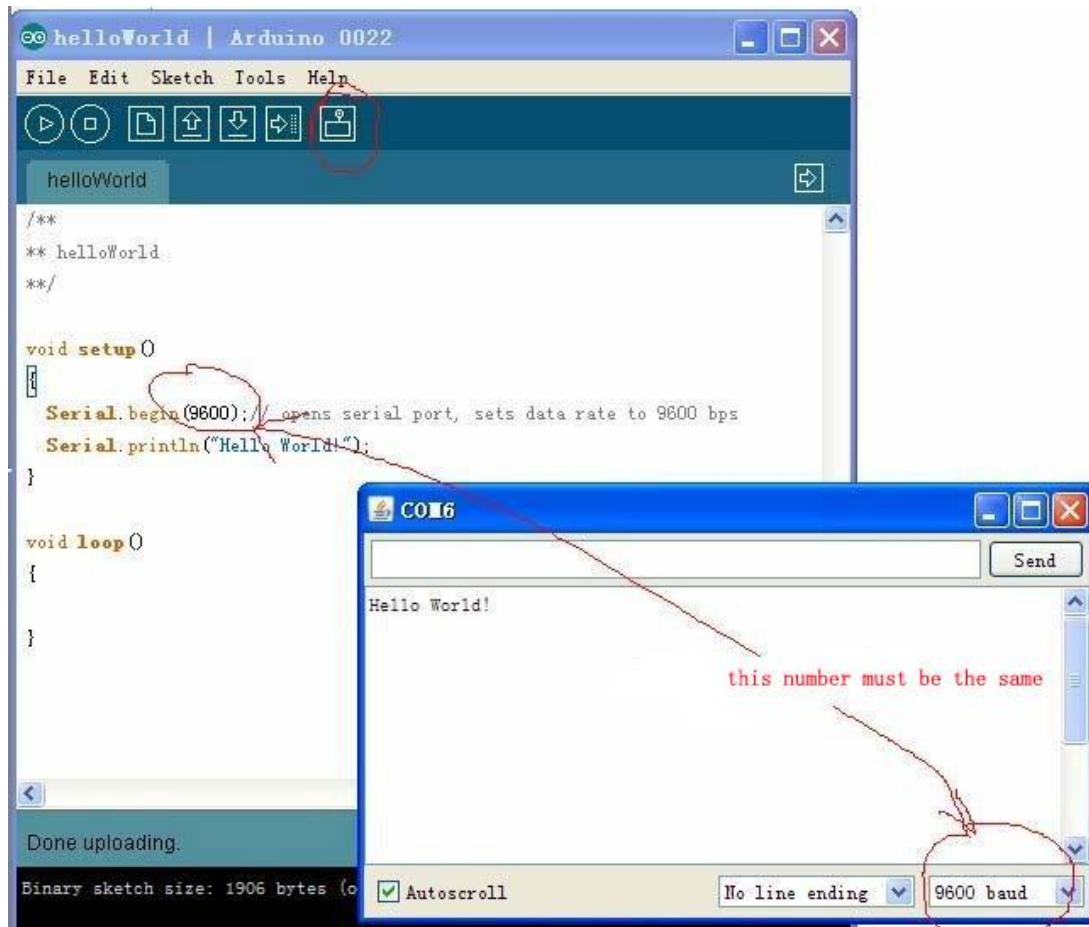 helloWorld | Arduino 0022
File Edit Sketch Tools Help
helloWorld
/**
** helloWorld
**/
void setup()
{
Serial.begin(9600);// opens serial port, sets data rate to 9600 bps
Serial.println("Hello World!");
}
void loop()
{
}
COM6
Send
Hello World!
this number must be the same
Autoscroll
No line ending
9600 baud
Done uploading.
Binary sketch size: 1906 bytes (o